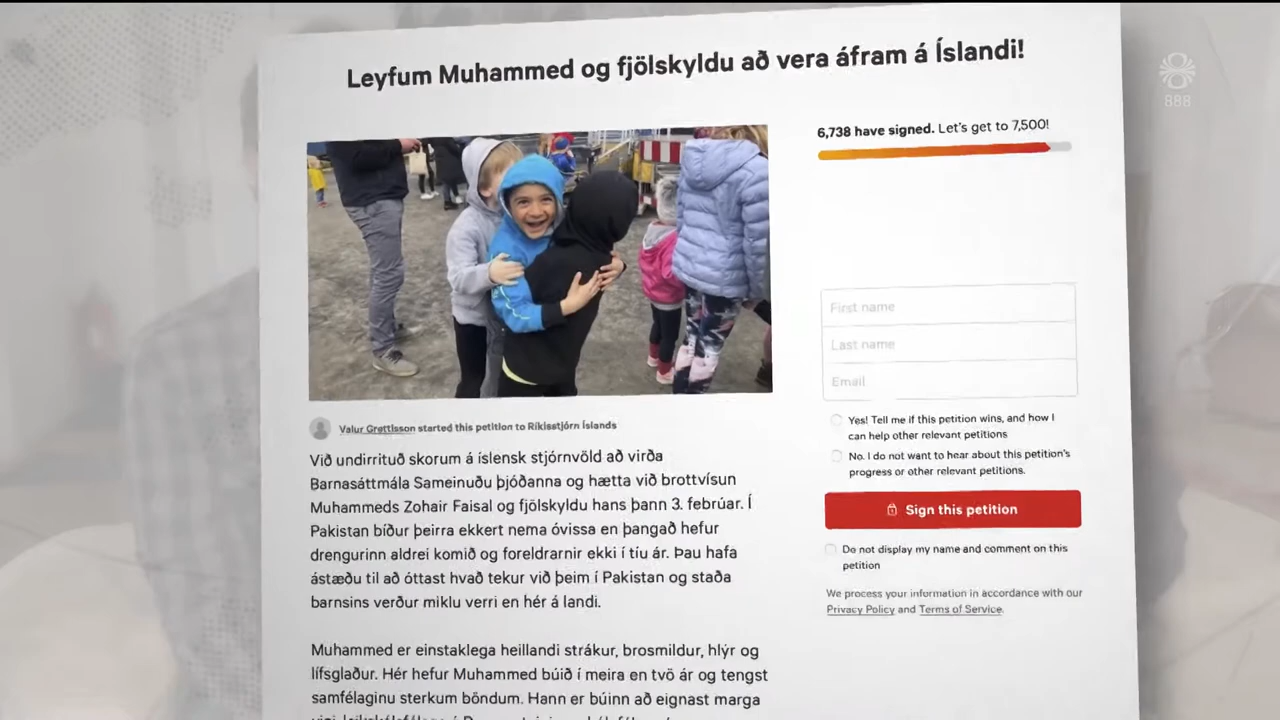 Leyfum Muhammed og fjölskyldu að vera áfram á Íslandi!
888
6,738 have signed. Let's get to 7,500!
First name
Last name
Email
Yes! Tell me if this petition wins, and how I
can help other relevant petitions
No. I do not want to hear about this petition's
progress or other relevant petitions.
Sign this petition
Do not display my name and comment on this
petition
We process your information in accordance with our
Privacy Policy and Terms of Service.
Valur Grettisson started this petition to Ríkisstjórn Íslands
Við undirrituð skorum á íslensk stjórnvöld að virða
Barnasáttmála Sameinuðu þjóðanna og hætta við brottvísun
Muhammeds Zohair Faisal og fjölskyldu hans þann 3. febrúar. Í
Pakistan bíður þeirra ekkert nema óvissa en þangað hefur
drengurinn aldrei komið og foreldrarnir ekki í tíu ár. Þau hafa
ástæðu til að óttast hvað tekur við þeim í Pakistan og staða
barnsins verður miklu verri en hér á landi.
Muhammed er einstaklega heillandi strákur, brosmildur, hlýr og
lífsglaður. Hér hefur Muhammed búið í meira en tvö ár og tengst
samfélaginu sterkum böndum. Hann er búinn að eignast marga